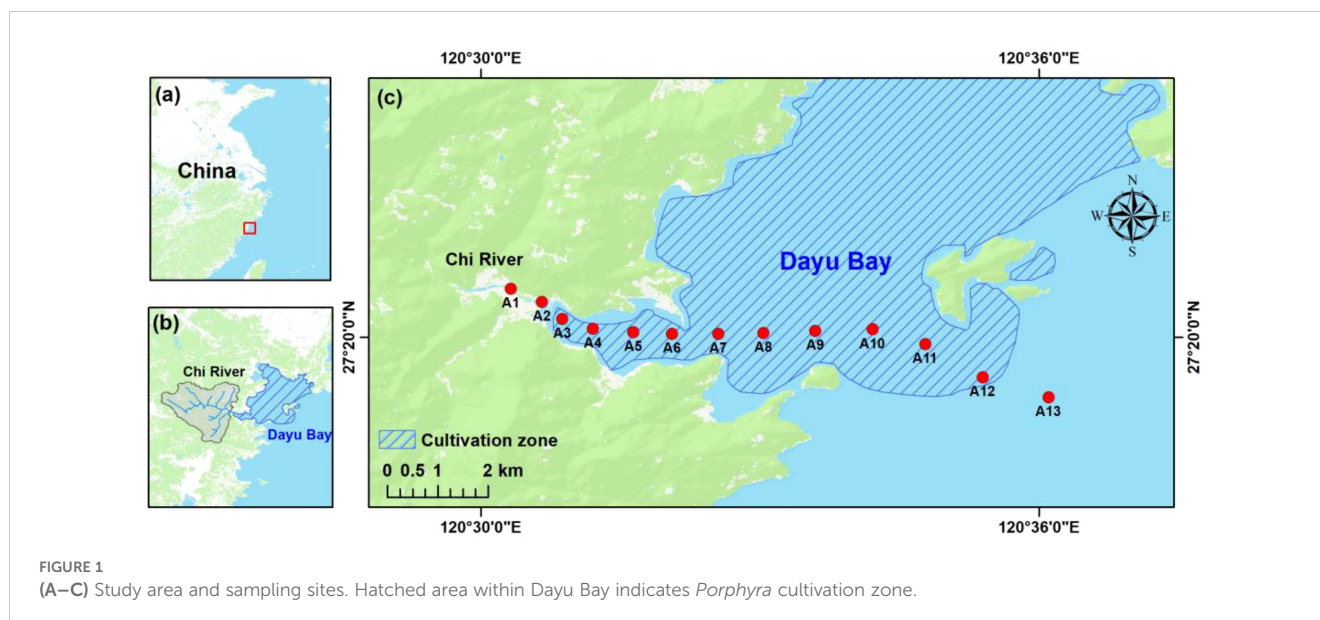 120°30'0"E
120°36'0"E
(a)
China
(b)
Chi River
Dayu Bay
(c)
N
W
E
S
Chi River
Dayu Bay
A1
A2
A3
A4
A5
A6
A7
A8
A9
A10
A11
A12
A13
27°20'0"N
27°20'0"N
Cultivation zone
0 0.5 1 2 km
120°30'0"E
120°36'0"E
FIGURE 1
(A–C) Study area and sampling sites. Hatched area within Dayu Bay indicates Porphyra cultivation zone.